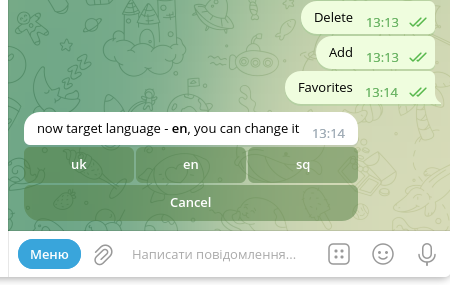 Delete 13:13
Add 13:13
Favorites 13:14
now target language - en, you can change it 13:14
uk en sq
Cancel
Меню Написати повідомлення...